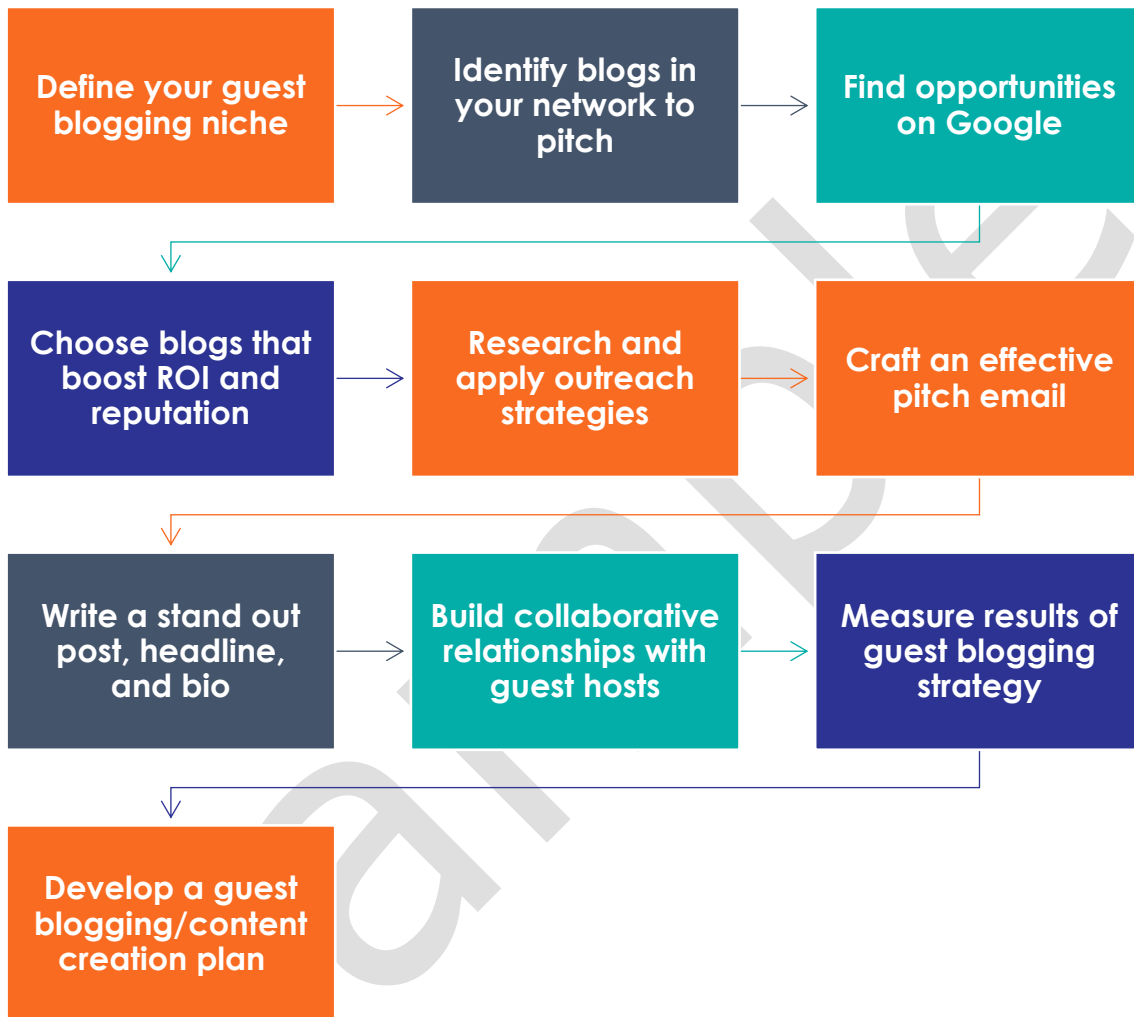 Define your guest
blogging niche
Identify blogs in
your network to
pitch
Find opportunities
on Google
Choose blogs that
boost ROI and
reputation
Research and
apply outreach
strategies
Craft an effective
pitch email
Write a stand out
post, headline,
and bio
Build collaborative
relationships with
guest hosts
Measure results of
guest blogging
strategy
Develop a guest
blogging/content
creation plan